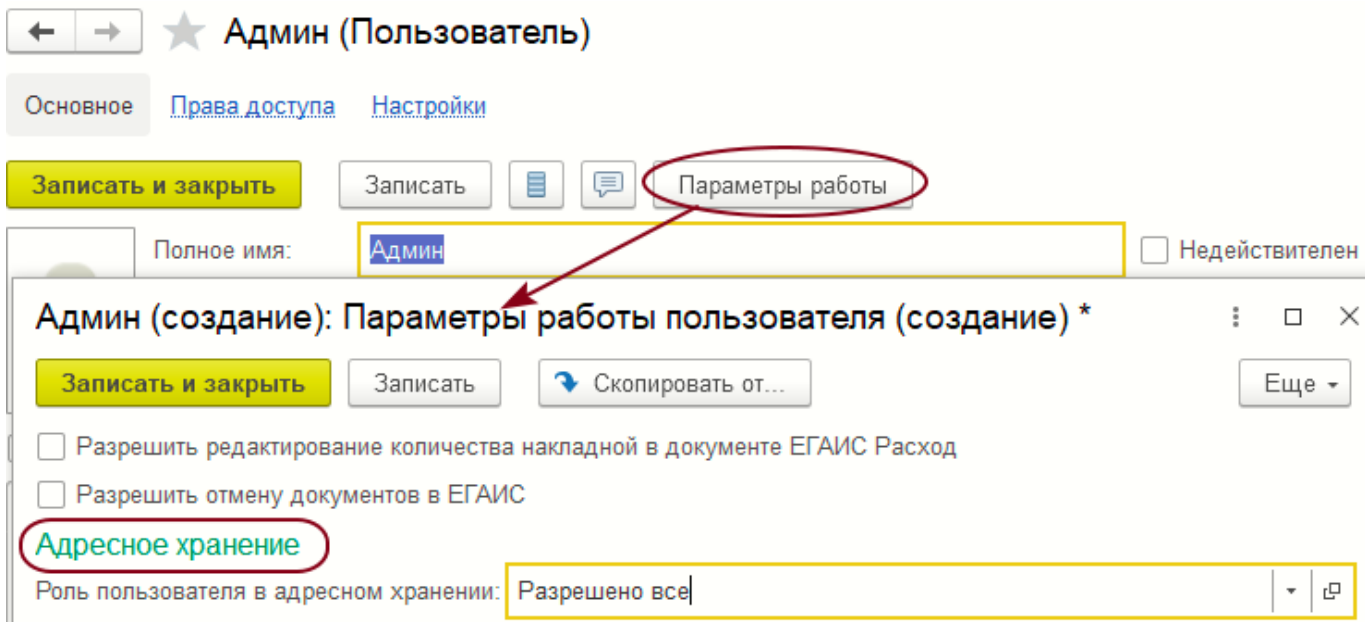 Админ (Пользователь)
Основное Права доступа Настройки
Записать и закрыть Записать Параметры работы
Полное имя: Админ Недействителен
Админ (создание): Параметры работы пользователя (создание) *
Записать и закрыть Записать Скопировать от... Еще
Разрешить редактирование количества накладной в документе ЕГАИС Расход
Разрешить отмену документов в ЕГАИС
Адресное хранение
Роль пользователя в адресном хранении: Разрешено все